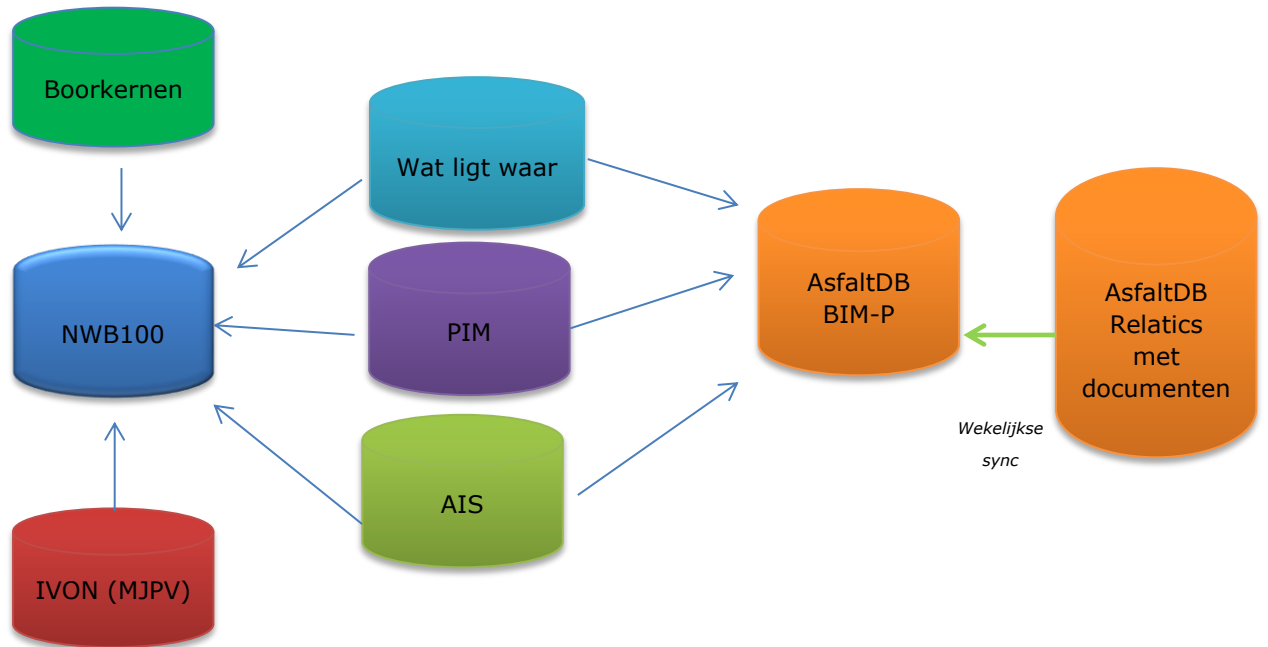 Boorkernen
Wat ligt waar
NWB100
PIM
AsfaltDB
BIM-P
AsfaltDB
Relatics
met
documenten
Wekelijkse
sync
AIS
IVON (MJPV)